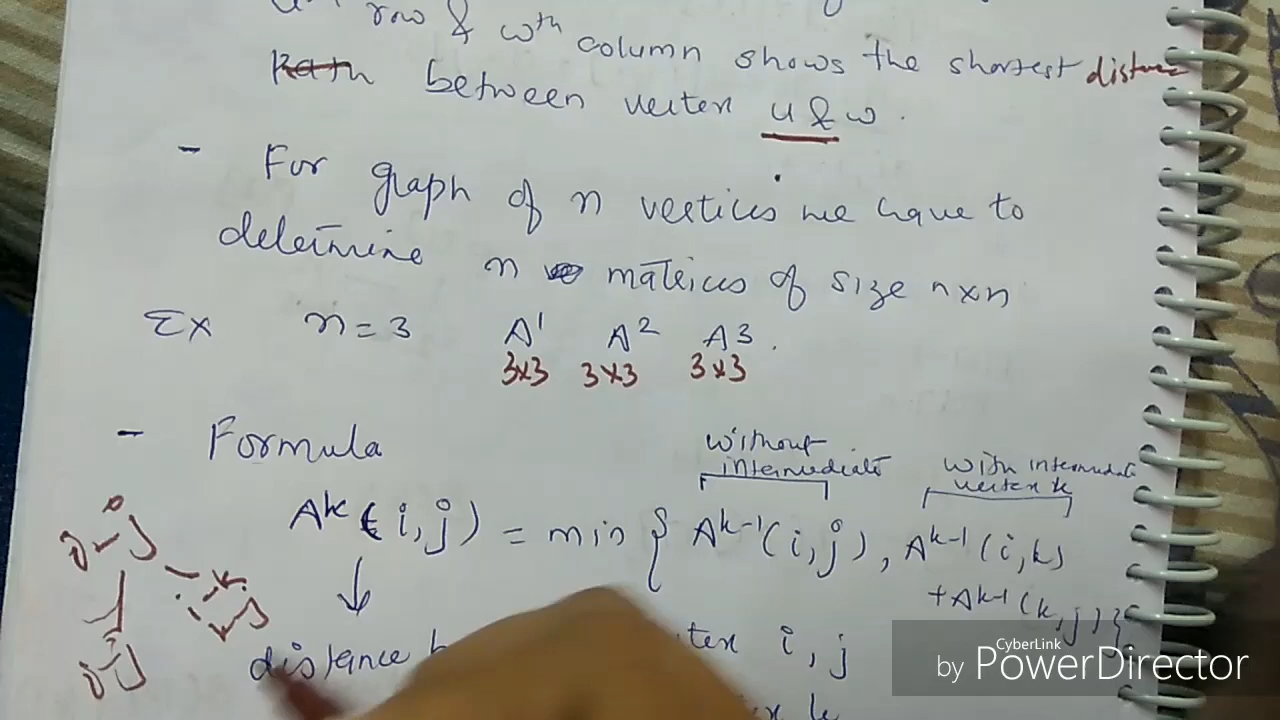 row & wth column shows the shortest distance
Path between vertex u & w.
- For graph of n vertices we have to
determine n matrices of size n×n
Ex n = 3 A1 A2 A3.
3×3 3×3 3×3
- Formula
without intermediate
with intermediate vertex k
Ak (i,j) = min { Ak-1(i,j), Ak-1(i,k)
+Ak-1(k,j)}
distance
i, j
k
CyberLink
by PowerDirector